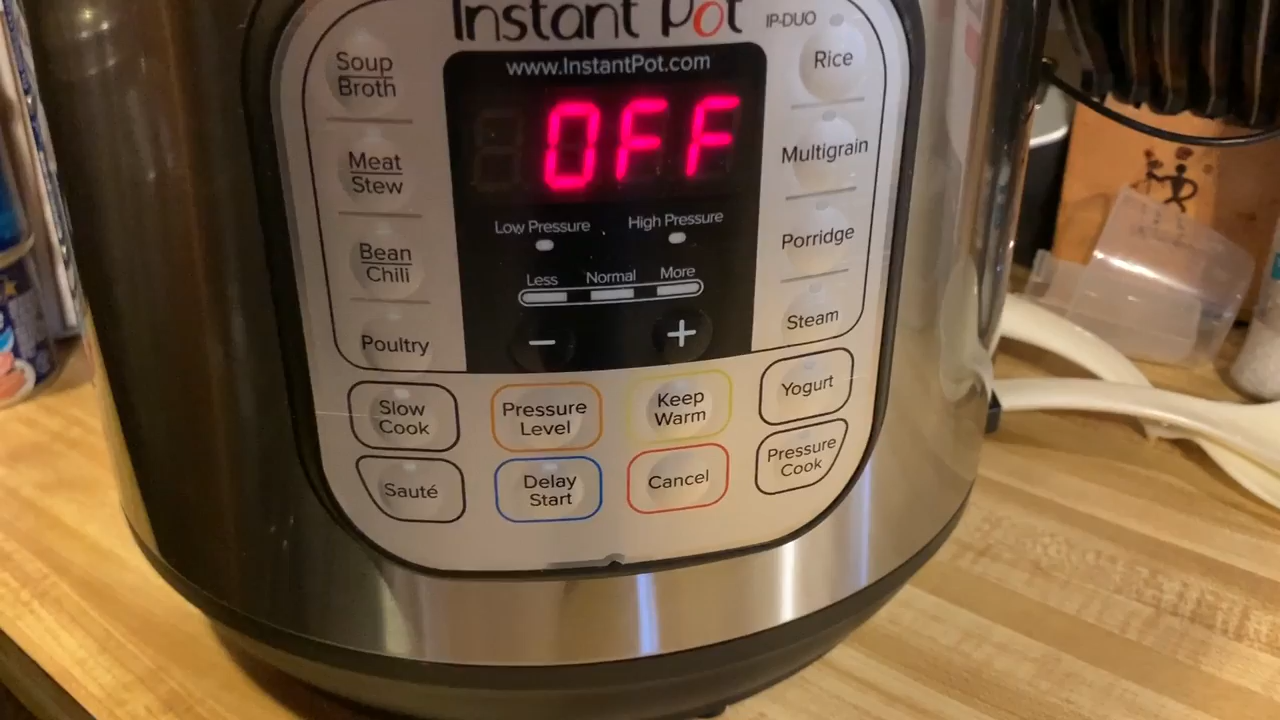 Instant Pot
IP-DUO
www.InstantPot.com
OFF
Low Pressure
High Pressure
Less
Normal
More
−
+
Soup
Broth
Meat
Stew
Bean
Chili
Poultry
Rice
Multigrain
Porridge
Steam
Slow
Cook
Pressure
Level
Keep
Warm
Yogurt
Sauté
Delay
Start
Cancel
Pressure
Cook